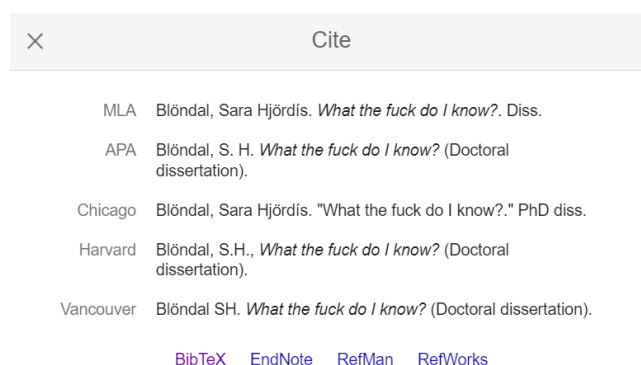 Cite
MLA Blöndal, Sara Hjördís. What the fuck do I know?. Diss.
APA Blöndal, S. H. What the fuck do I know? (Doctoral
dissertation).
Chicago Blöndal, Sara Hjördís. "What the fuck do I know?." PhD diss.
Harvard Blöndal, S.H., What the fuck do I know? (Doctoral
dissertation).
Vancouver Blöndal SH. What the fuck do I know? (Doctoral dissertation).
BibTeX EndNote RefMan RefWorks